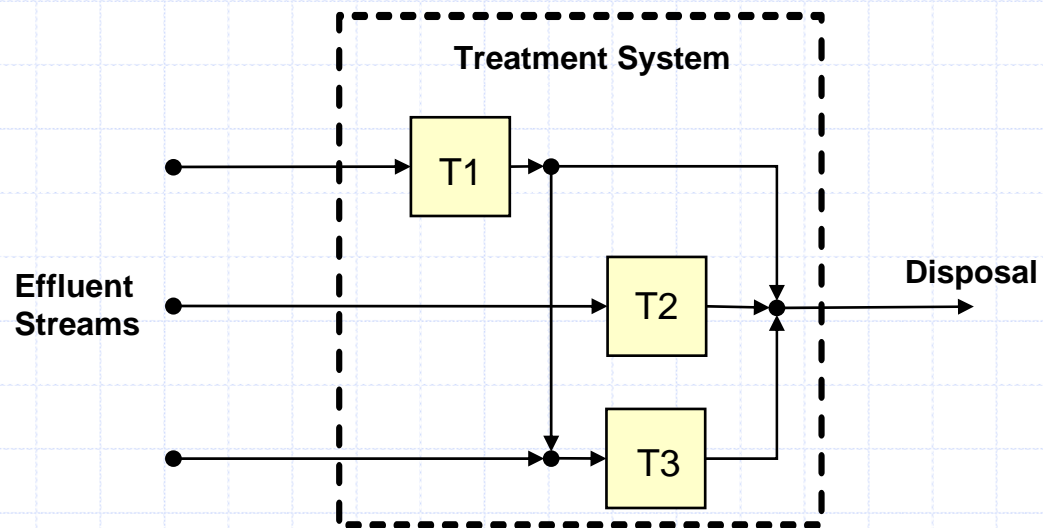 Treatment System
T1
Effluent
Streams
T2
Disposal
T3